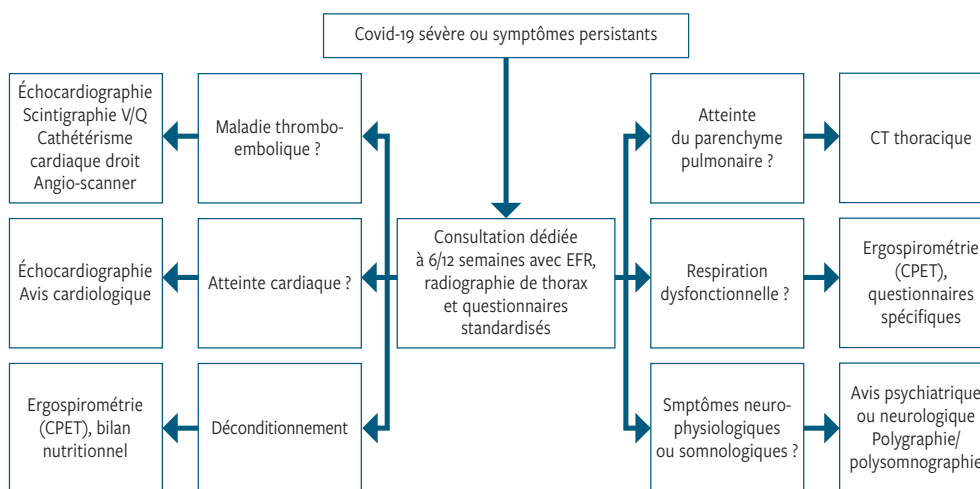 Covid-19 sévère ou symptômes persistants
Échocardiographie
Scintigraphie V/Q
Cathétérisme
cardiaque droit
Angio-scanner
Maladie thrombo-
embolique ?
Atteinte
du parenchyme
pulmonaire ?
CT thoracique
Échocardiographie
Avis cardiologique
Atteinte cardiaque ?
Consultation dédiée
à 6/12 semaines avec EFR,
radiographie de thorax
et questionnaires
standardisés
Respiration
dysfonctionnelle ?
Ergospirométrie
(CPET),
questionnaires
spécifiques
Ergospirométrie
(CPET), bilan
nutritionnel
Déconditionnement
Smptômes neuro-
physiologiques
ou somnologiques ?
Avis psychiatrique
ou neurologique
Polygraphie/
polysomnographie